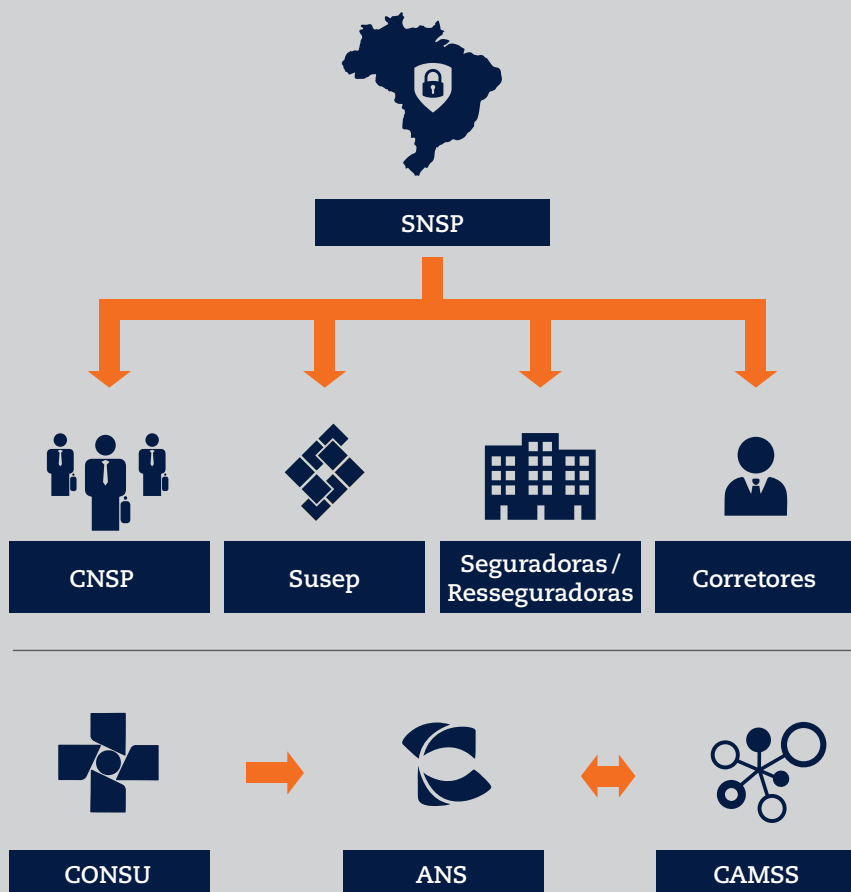 SNSP
CNSP
Susep
Seguradoras /
Resseguradoras
Corretores
CONSU
ANS
CAMSS